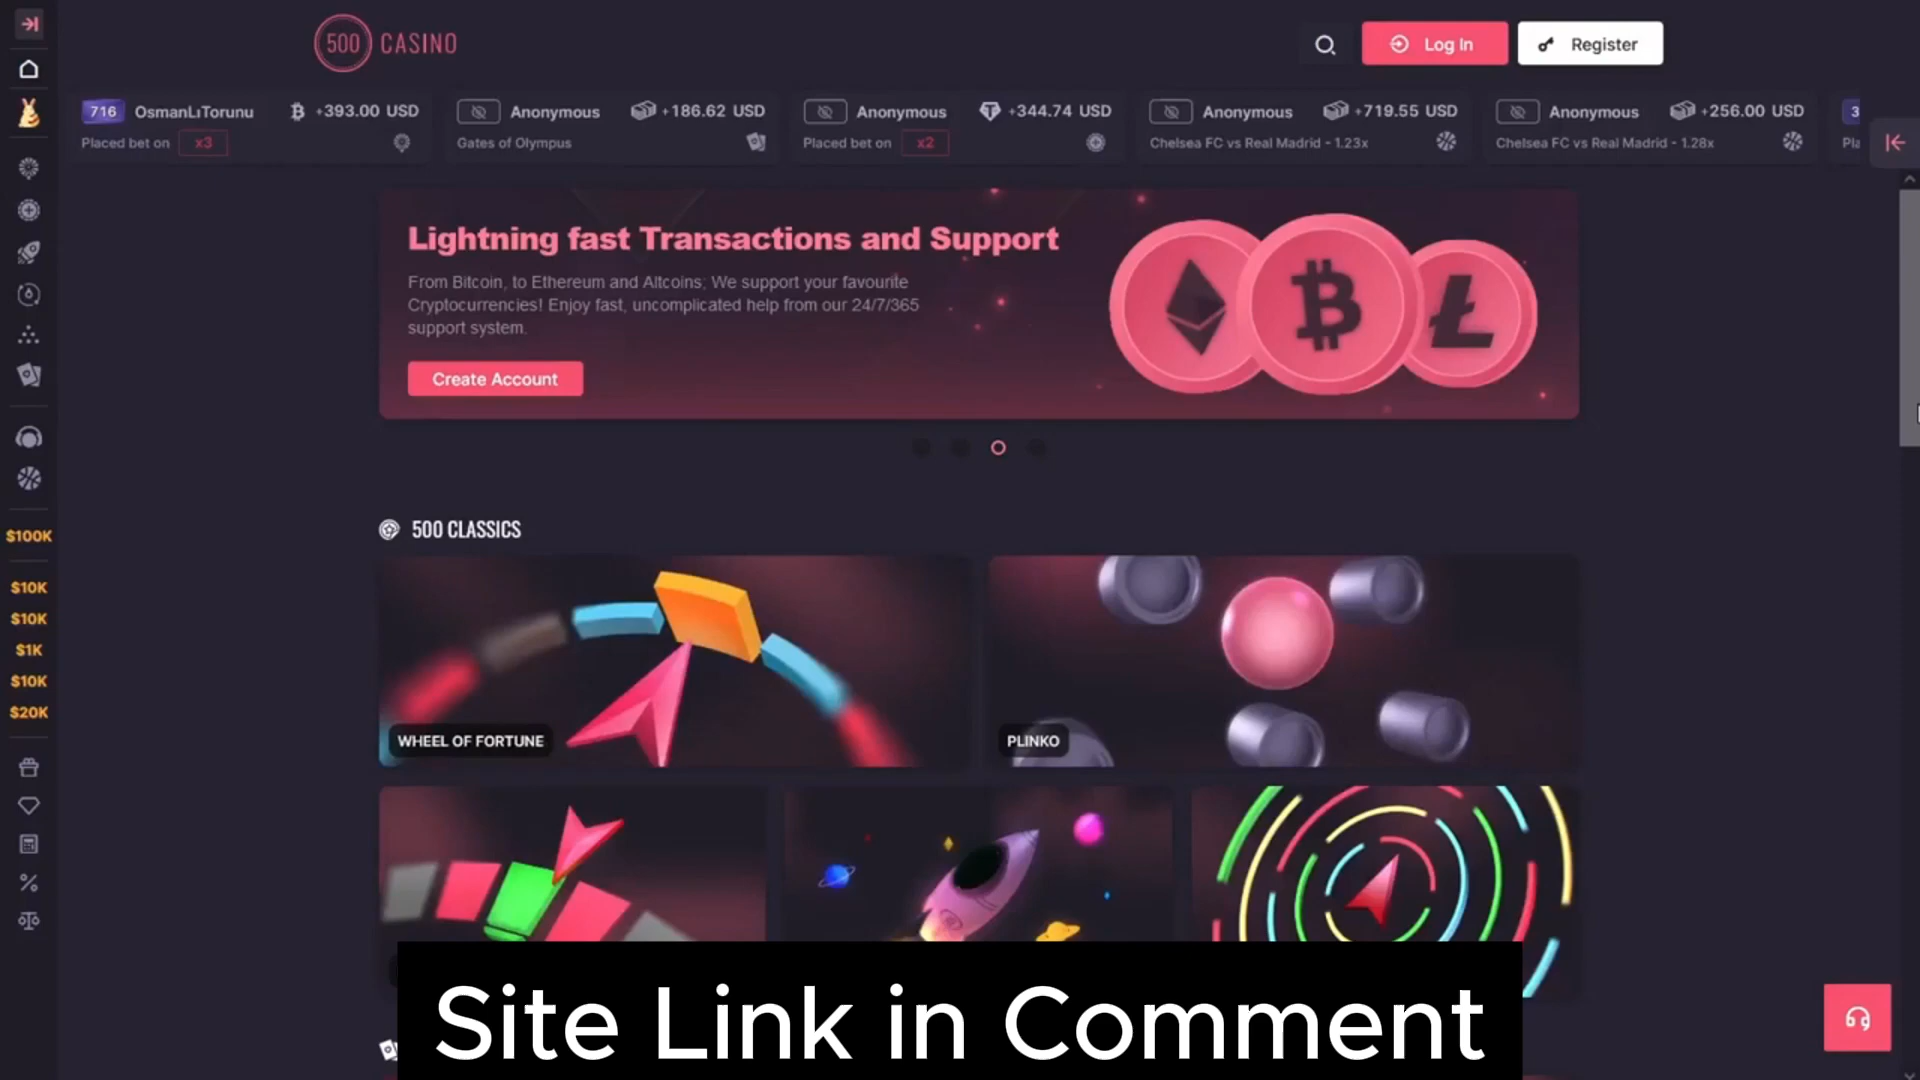 500 CASINO
Log In
Register
716 OsmanLıTorunu +393.00 USD
Placed bet on x3
Anonymous +186.62 USD
Gates of Olympus
Anonymous +344.74 USD
Placed bet on x2
Anonymous +719.55 USD
Chelsea FC vs Real Madrid - 1.23x
Anonymous +256.00 USD
Chelsea FC vs Real Madrid - 1.28x
Lightning fast Transactions and Support
From Bitcoin, to Ethereum and Altcoins; We support your favourite
Cryptocurrencies! Enjoy fast, uncomplicated help from our 24/7/365
support system.
Create Account
$100K
$10K
$10K
$1K
$10K
$20K
500 CLASSICS
WHEEL OF FORTUNE
PLINKO
Site Link in Comment